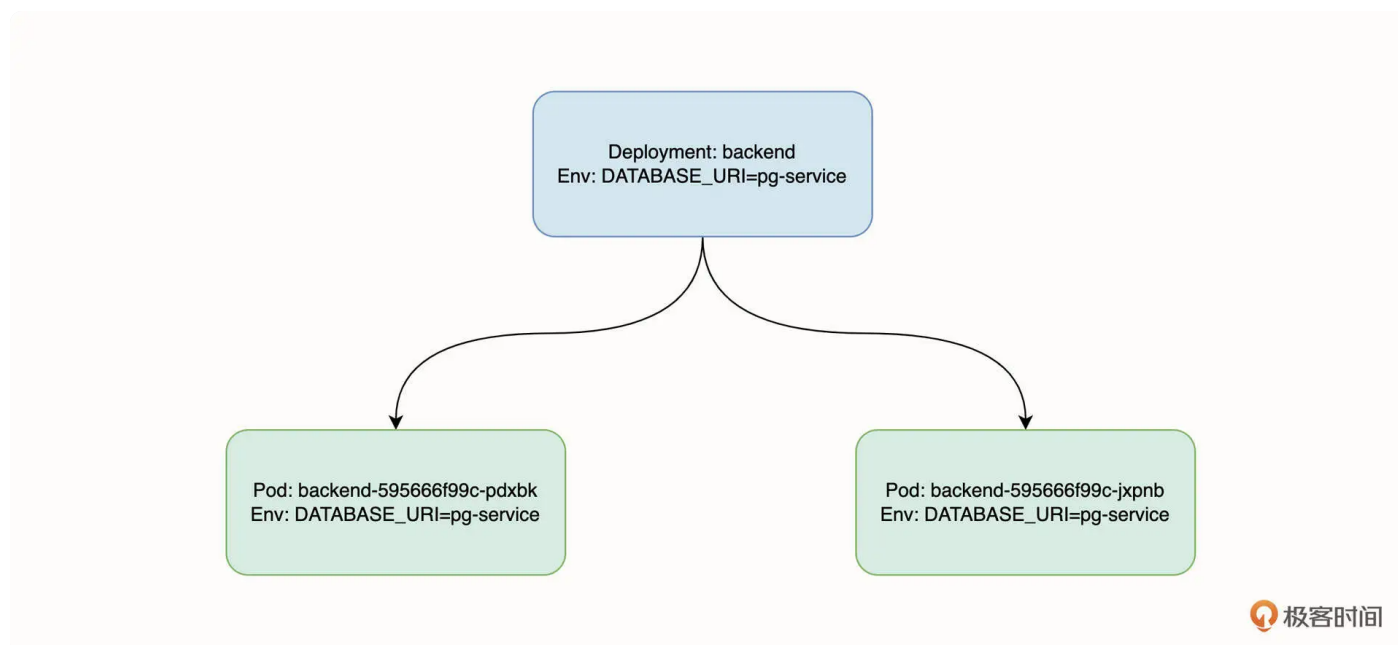 Deployment: backend
Env: DATABASE_URI=pg-service
Pod: backend-595666f99c-pdxbk
Env: DATABASE_URI=pg-service
Pod: backend-595666f99c-jxpnb
Env: DATABASE_URI=pg-service
极客时间